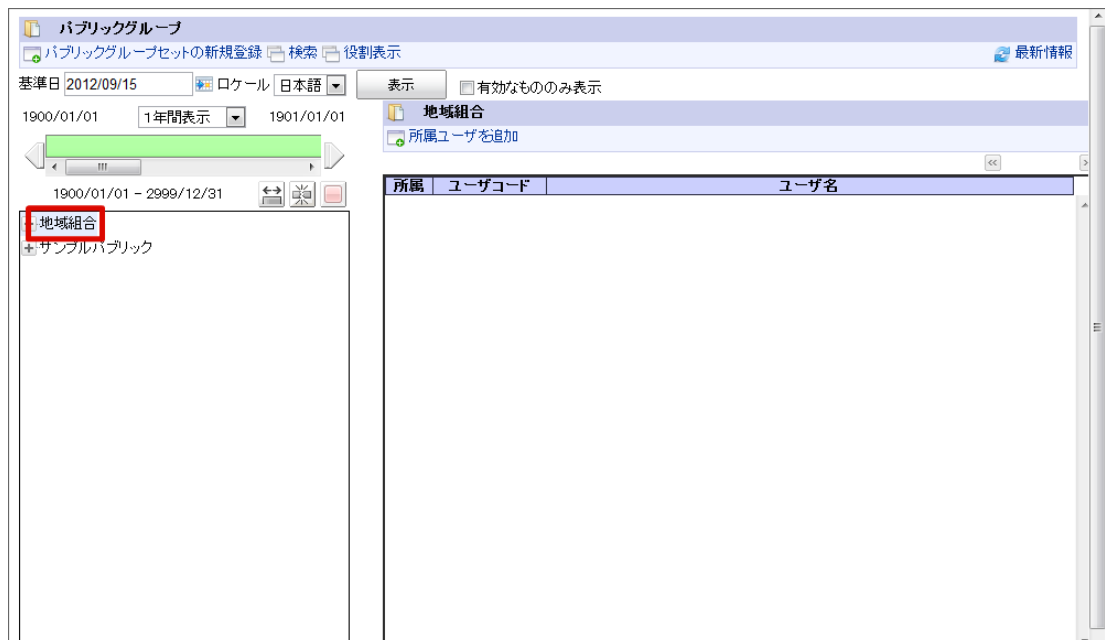 パブリックグループ
パブリックグループセットの新規登録 検索 役割表示 最新情報
基準日 2012/09/15 ロケール 日本語 表示 有効なもののみ表示
1900/01/01 1年間表示 1901/01/01
1900/01/01 - 2999/12/31
地域組合
サンプルパブリック
地域組合
所属ユーザを追加
<< >
所属 ユーザコード ユーザ名